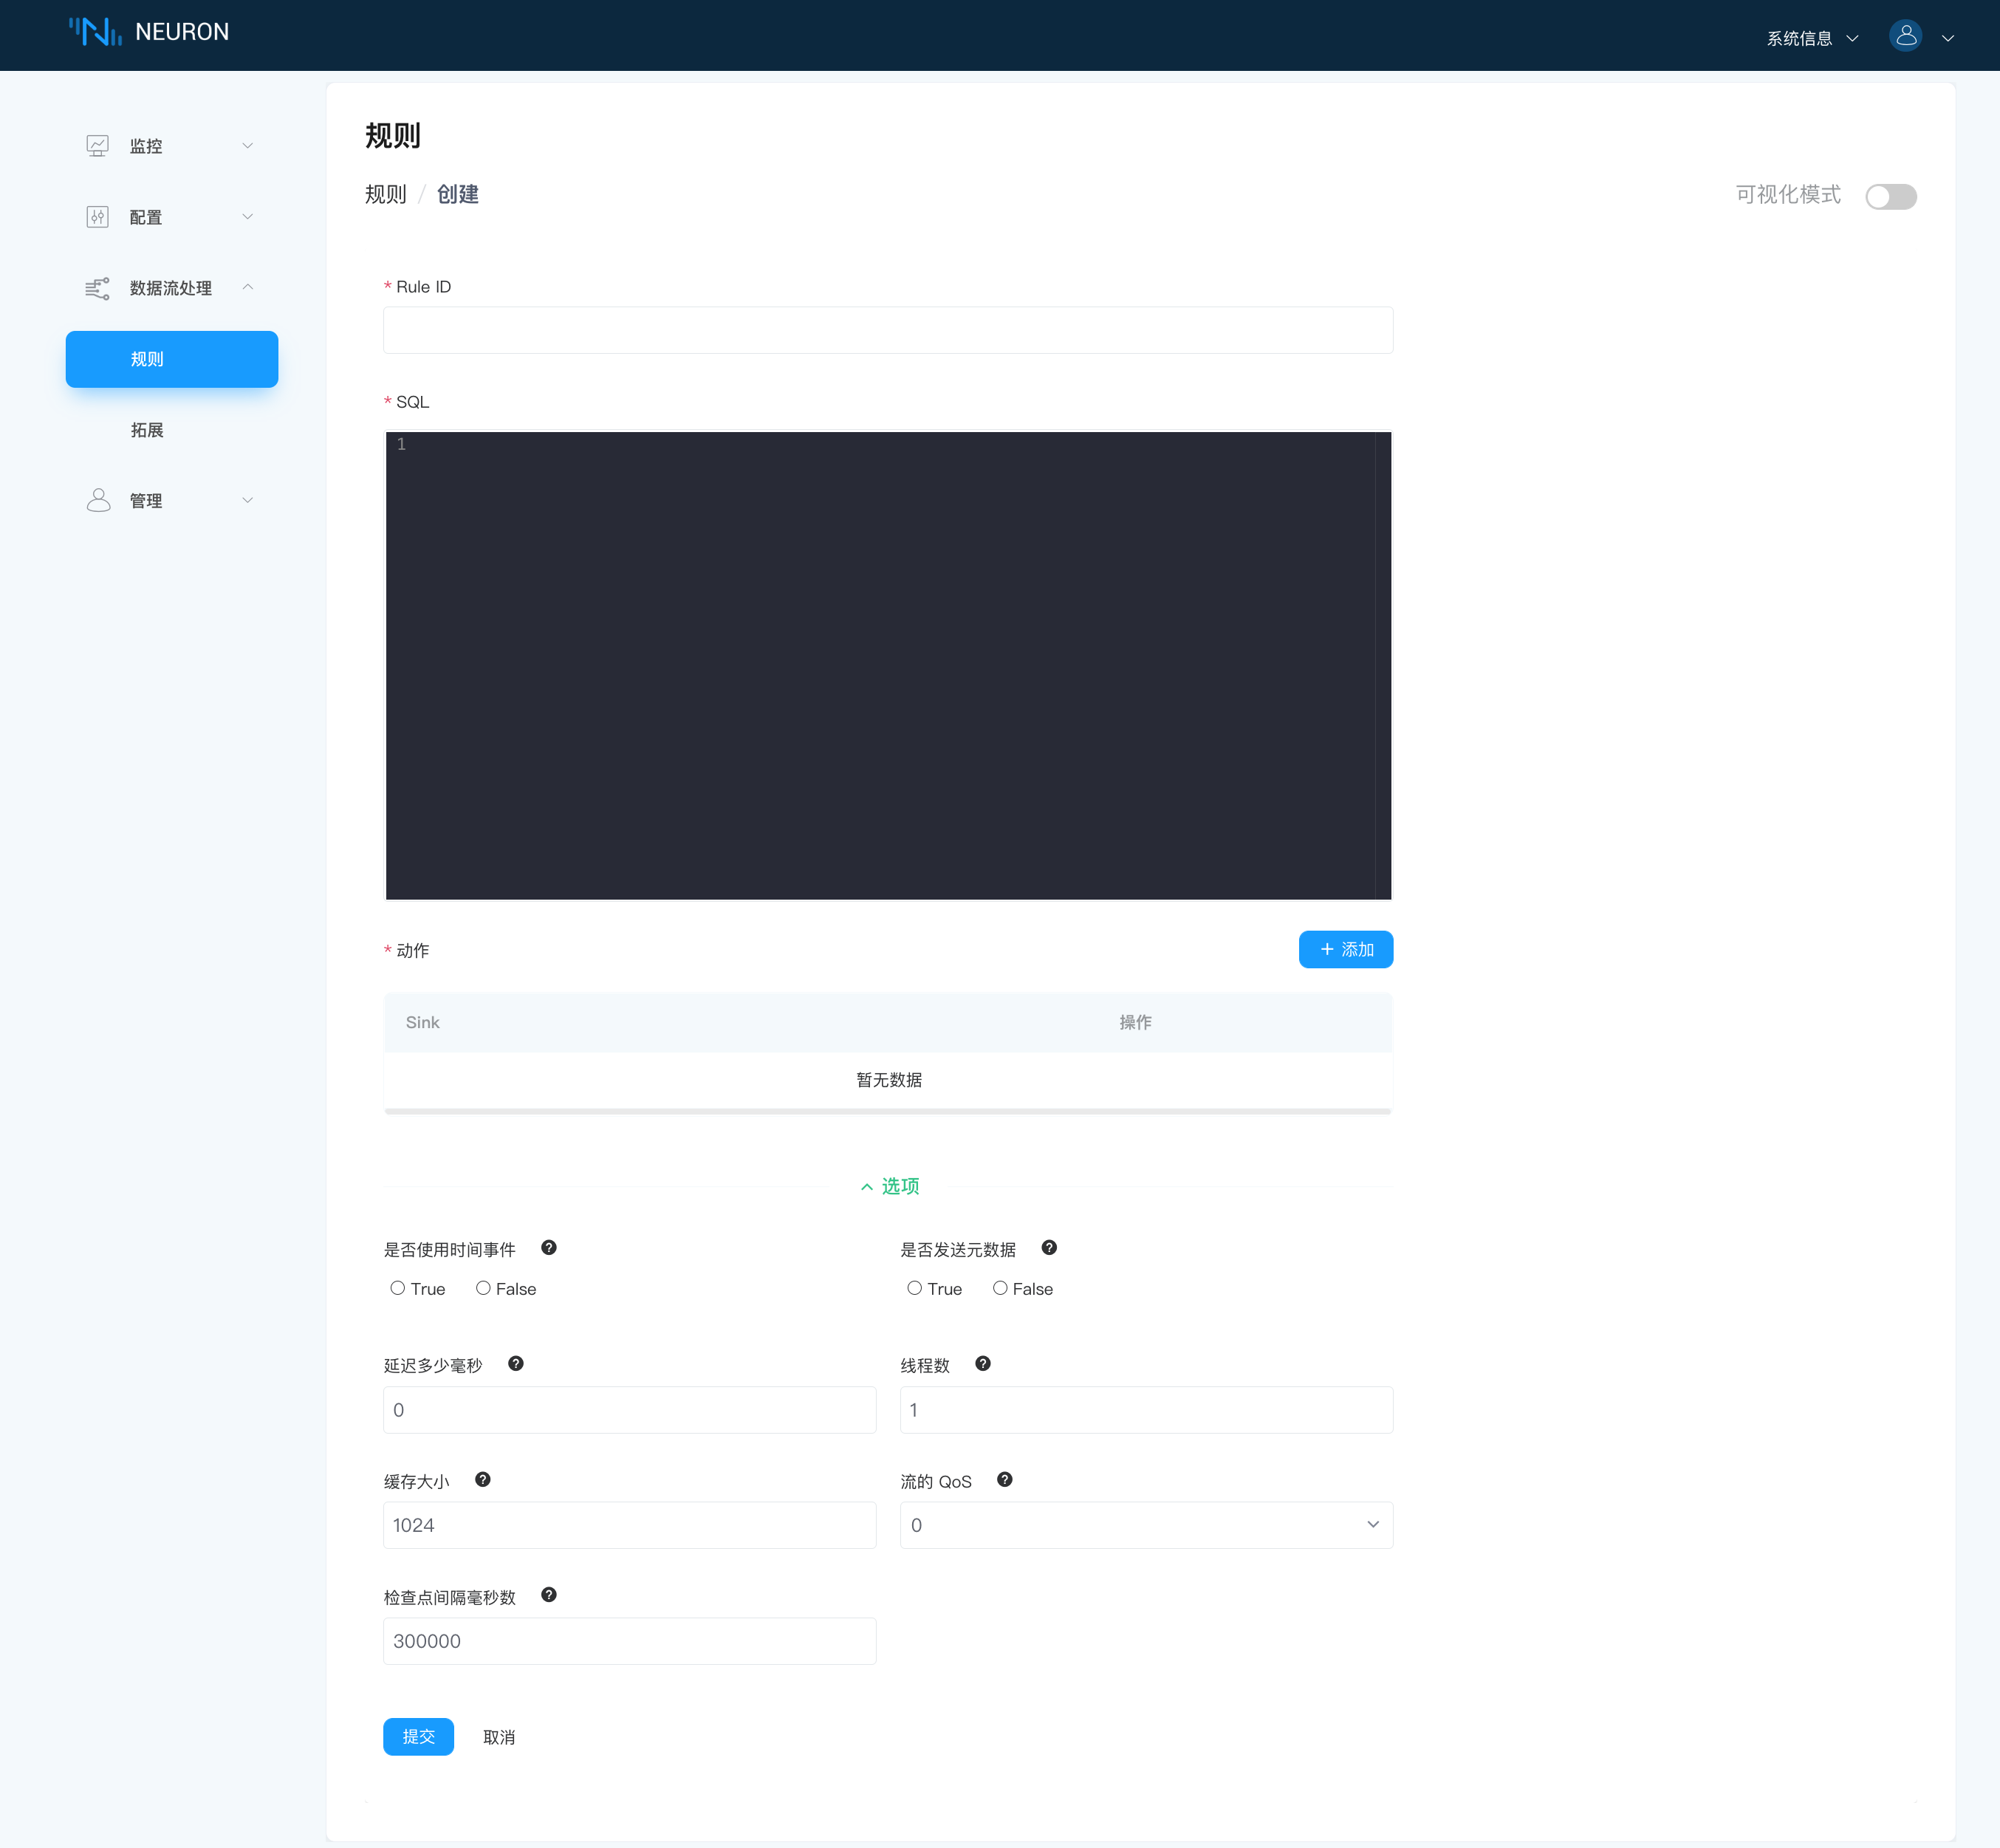 NEURON
系统信息
监控
配置
数据流处理
规则
拓展
管理
规则
规则 / 创建
可视化模式
* Rule ID
* SQL
1
* 动作
+ 添加
Sink 操作
暂无数据
选项
是否使用时间事件 ? 是否发送元数据 ?
True False True False
延迟多少毫秒 ? 线程数 ?
0 1
缓存大小 ? 流的 QoS ?
1024 0
检查点间隔毫秒数 ?
300000
提交 取消